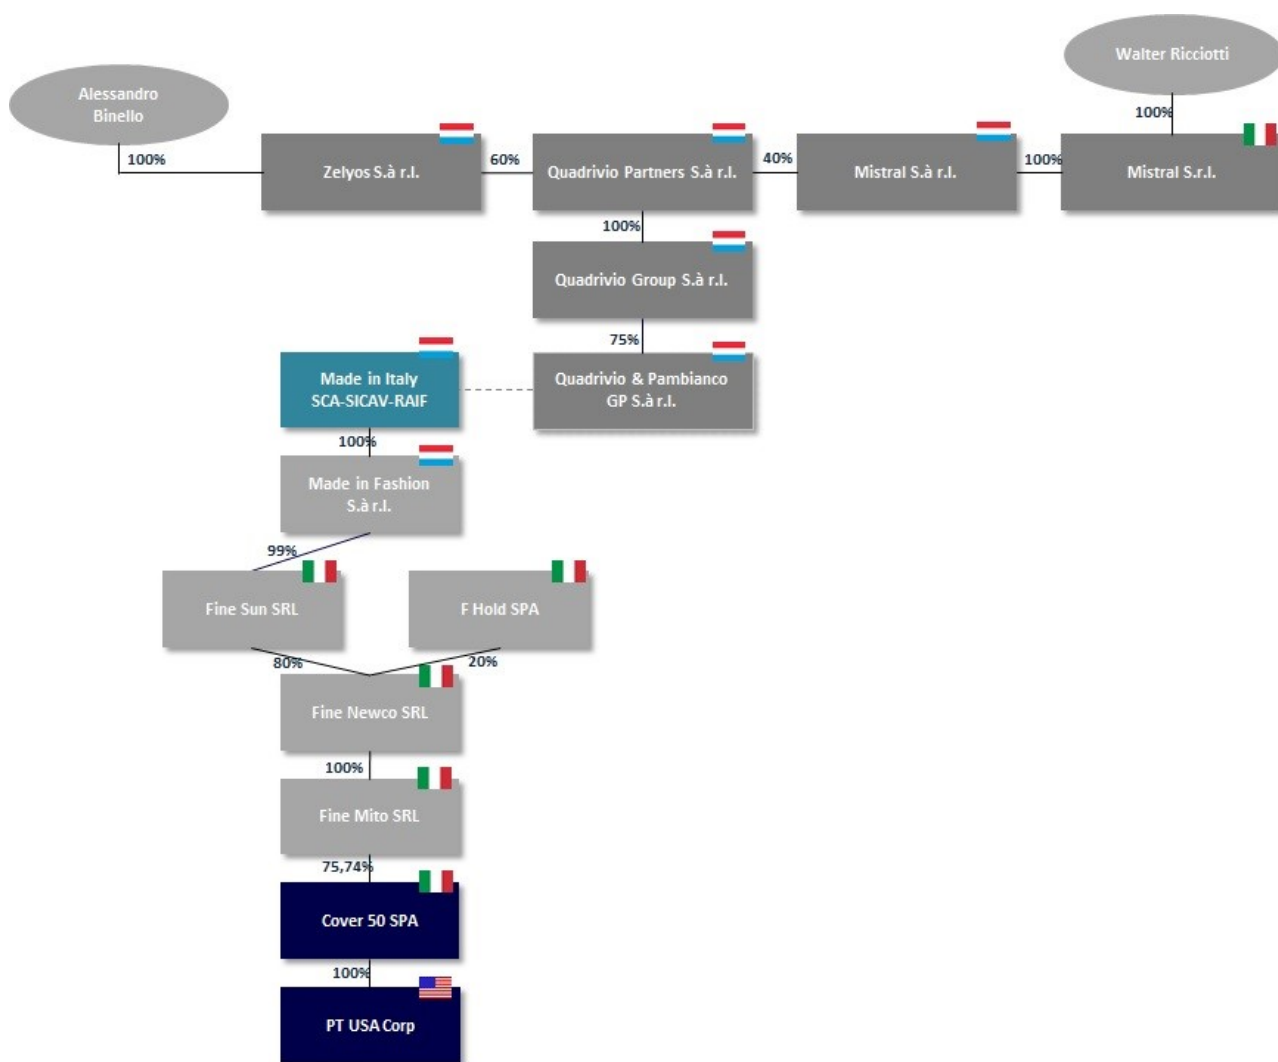 Walter Ricciotti
Alessandro
Binello
100%
100%
Zelyos S.à r.l.
60%
Quadrivio Partners S.à r.l.
40%
Mistral S.à r.l.
100%
Mistral S.r.l.
100%
Quadrivio Group S.à r.l.
75%
Made in Italy
SCA-SICAV-RAIF
Quadrivio & Pambianco
GP S.à r.l.
100%
Made in Fashion
S.à r.l.
99%
Fine Sun SRL
F Hold SPA
80%
20%
Fine Newco SRL
100%
Fine Mito SRL
75,74%
Cover 50 SPA
100%
PT USA Corp